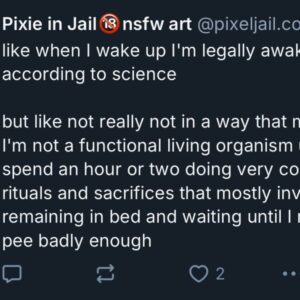 Pixie in Jail🔞nsfw art @pixeljail.co
like when I wake up I'm legally awa
according to science
but like not really not in a way that m
I'm not a functional living organism
spend an hour or two doing very co
rituals and sacrifices that mostly inv
remaining in bed and waiting until I
pee badly enough
2